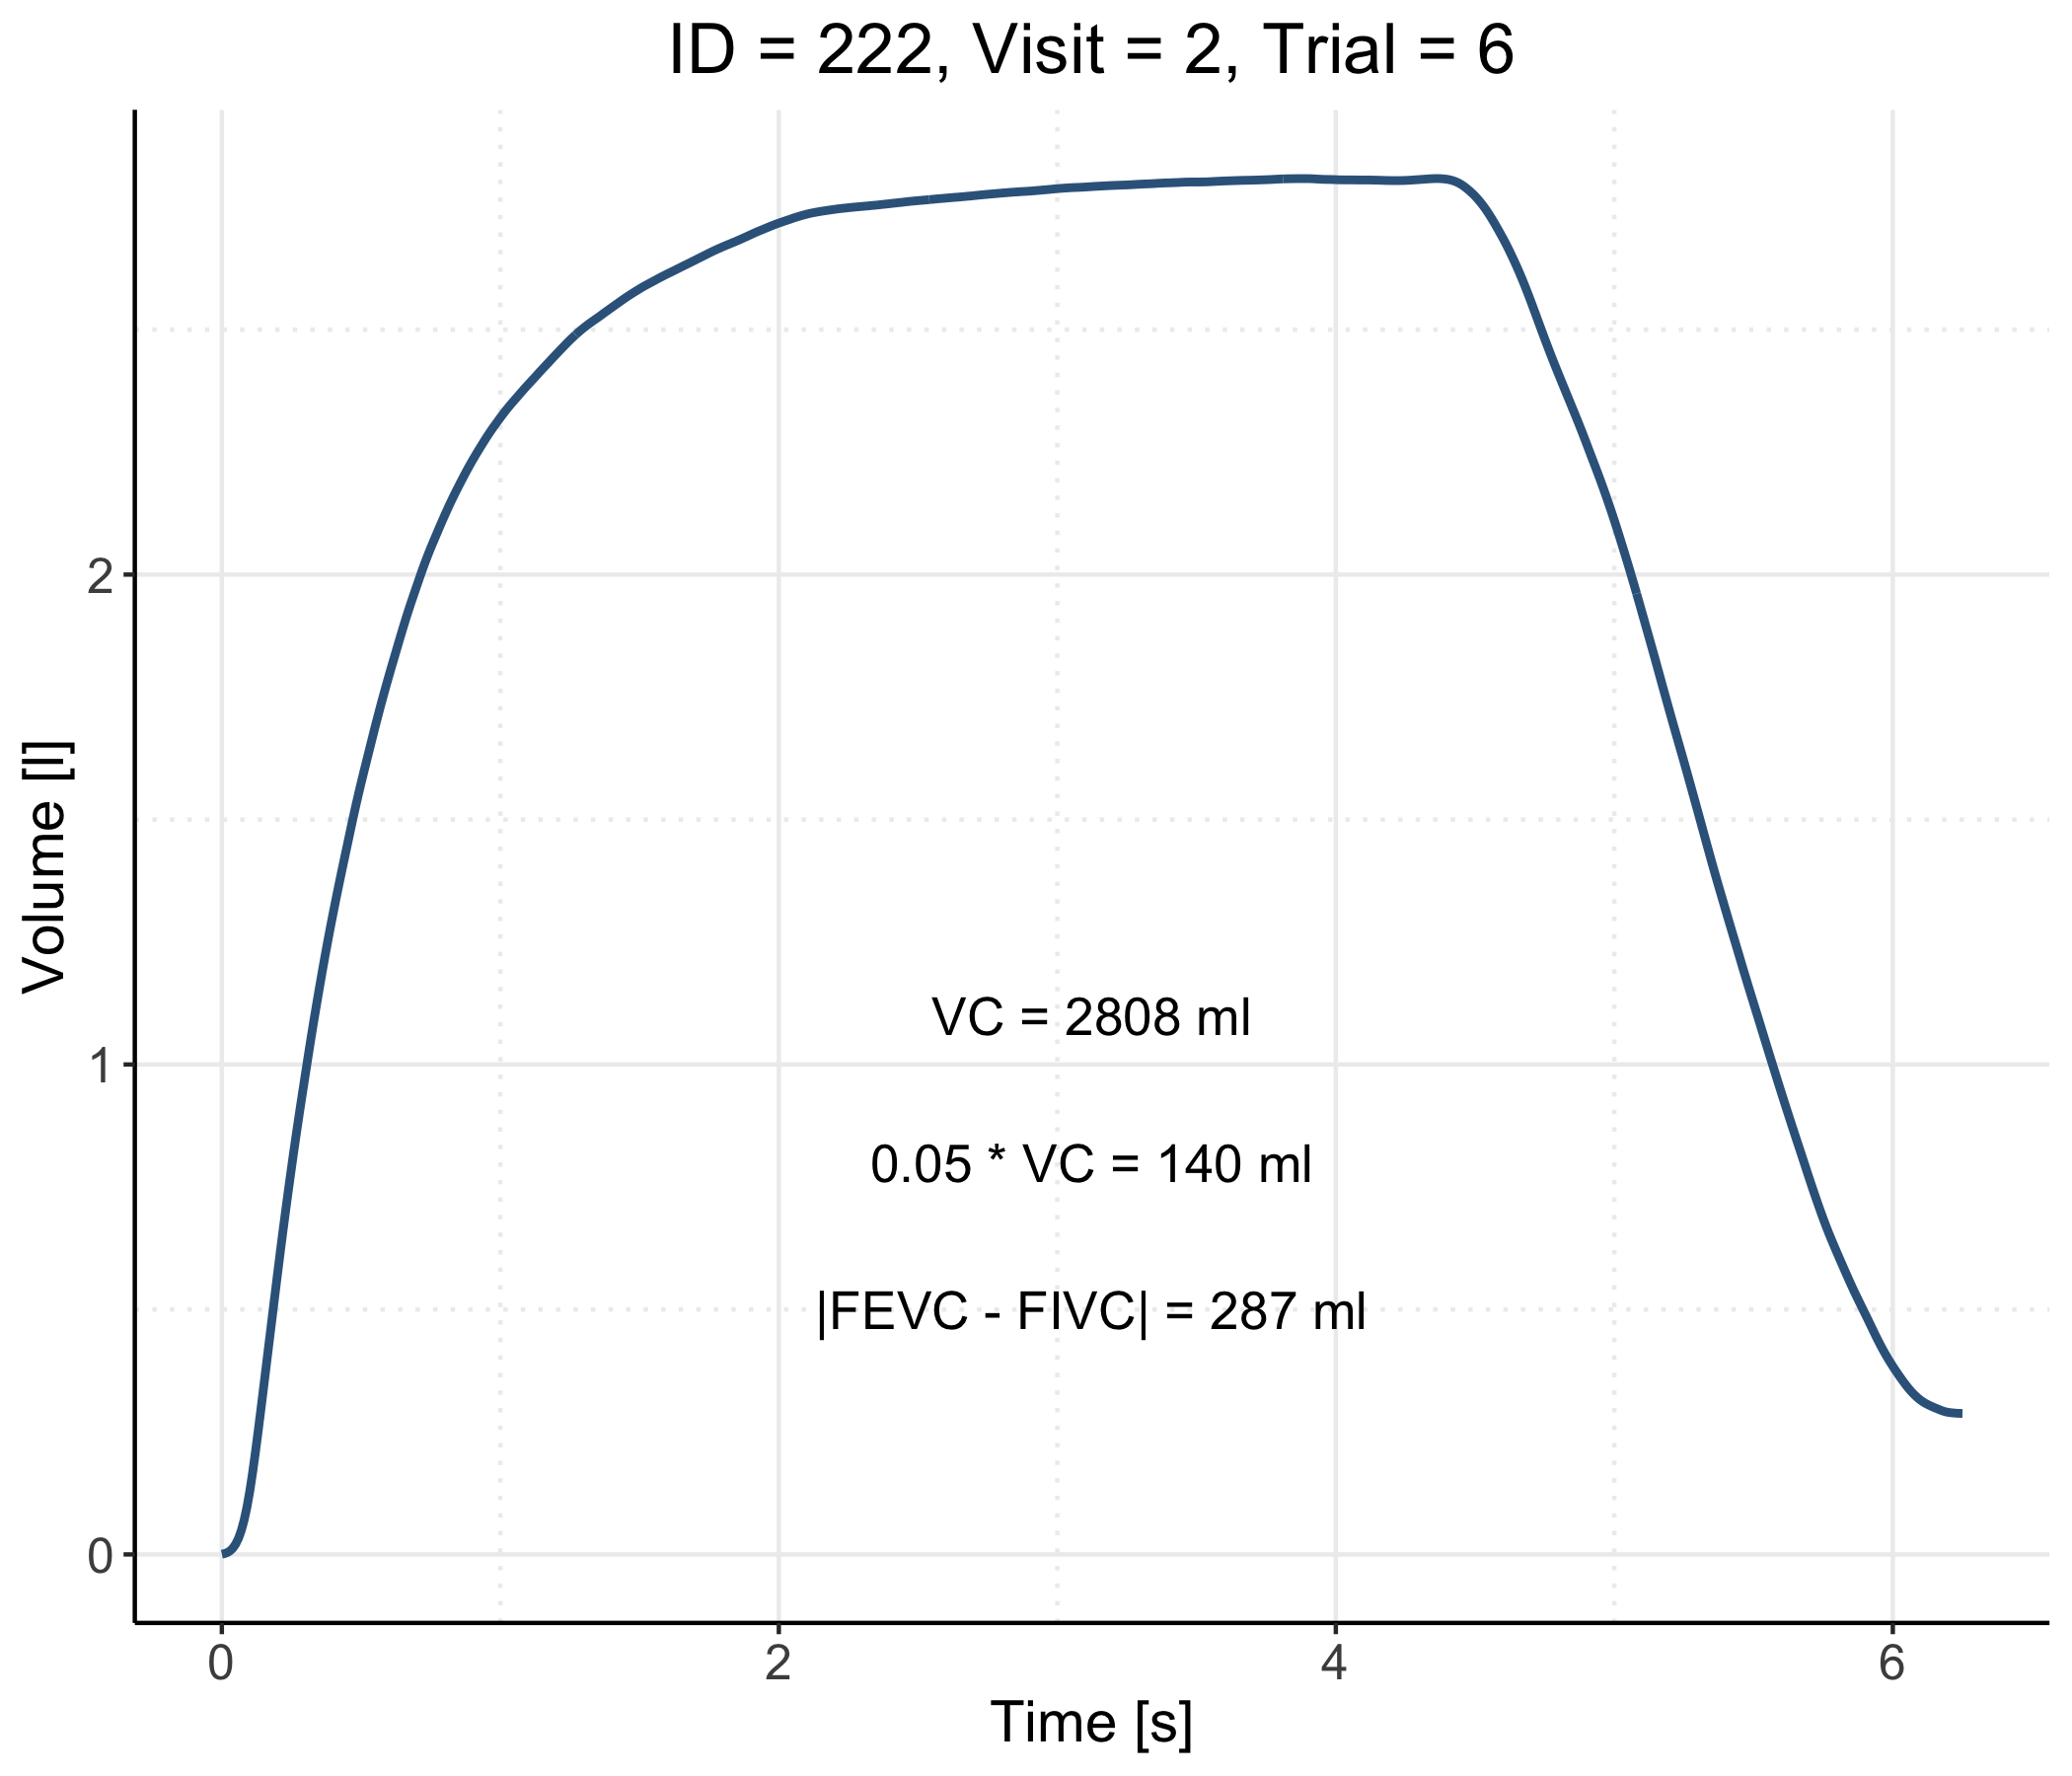 ID = 222, Visit = 2, Trial = 6
Volume [l]
2
1
0
VC = 2808 ml
0.05 * VC = 140 ml
|FEVC - FIVC| = 287 ml
0 2 4 6
Time [s]